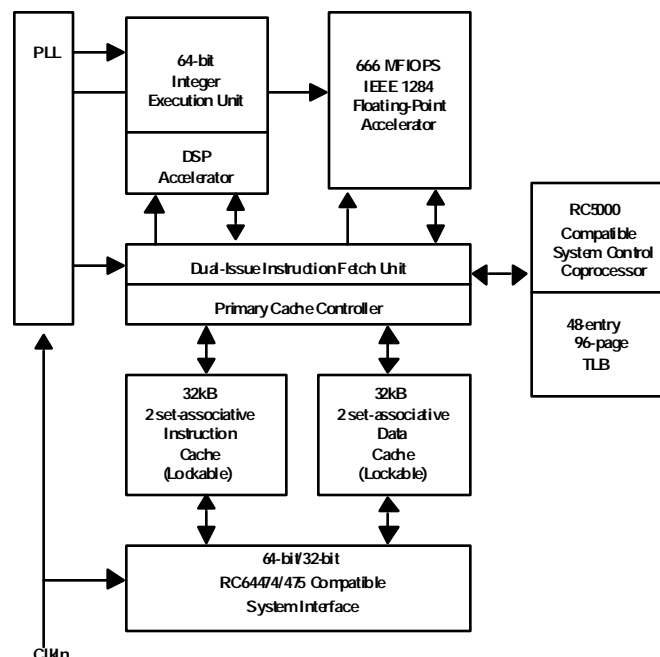 PLL
64-bit
Integer
Execution Unit
DSP
Accelerator
666 MFlOPS
IEEE 1284
Floating-Point
Accelerator
Dual-Issue Instruction Fetch Unit
Primary Cache Controller
RC5000
Compatible
System Control
Coprocessor
48-entry
96-page
TLB
32kB
2 set-associative
Instruction
Cache
(Lockable)
32kB
2 set-associative
Data
Cache
(Lockable)
64-bit/32-bit
RC64474/475 Compatible
System Interface
ClkIn